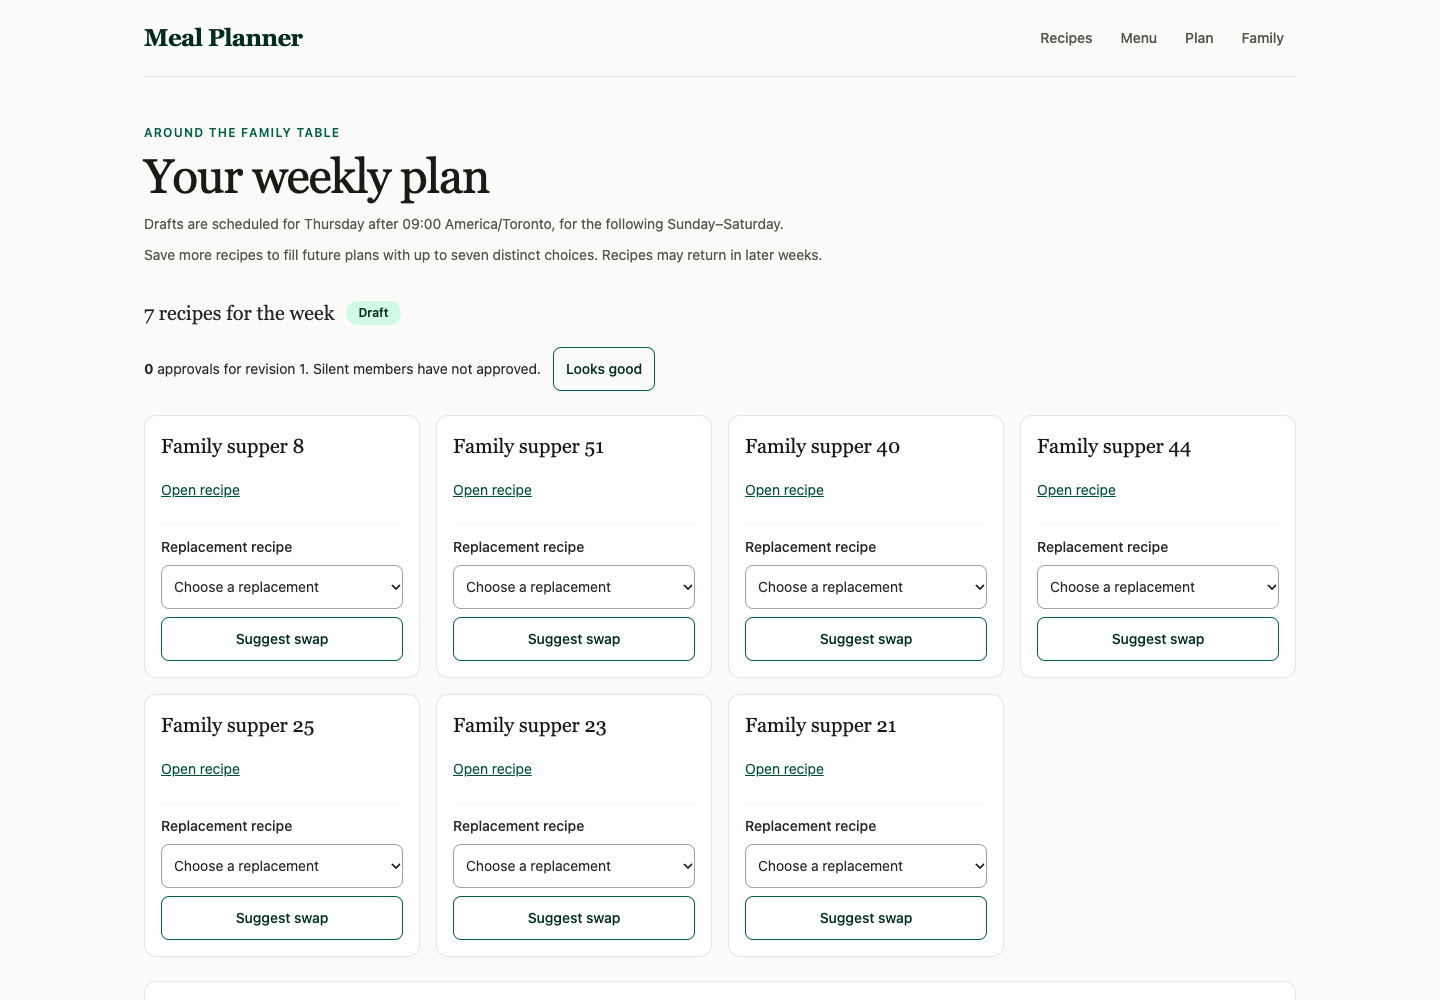 Meal Planner
Recipes Menu Plan Family
AROUND THE FAMILY TABLE
Your weekly plan
Drafts are scheduled for Thursday after 09:00 America/Toronto, for the following Sunday–Saturday.
Save more recipes to fill future plans with up to seven distinct choices. Recipes may return in later weeks.
7 recipes for the week Draft
0 approvals for revision 1. Silent members have not approved. Looks good
Family supper 8
Open recipe
Replacement recipe
Choose a replacement
Suggest swap
Family supper 51
Open recipe
Replacement recipe
Choose a replacement
Suggest swap
Family supper 40
Open recipe
Replacement recipe
Choose a replacement
Suggest swap
Family supper 44
Open recipe
Replacement recipe
Choose a replacement
Suggest swap
Family supper 25
Open recipe
Replacement recipe
Choose a replacement
Suggest swap
Family supper 23
Open recipe
Replacement recipe
Choose a replacement
Suggest swap
Family supper 21
Open recipe
Replacement recipe
Choose a replacement
Suggest swap